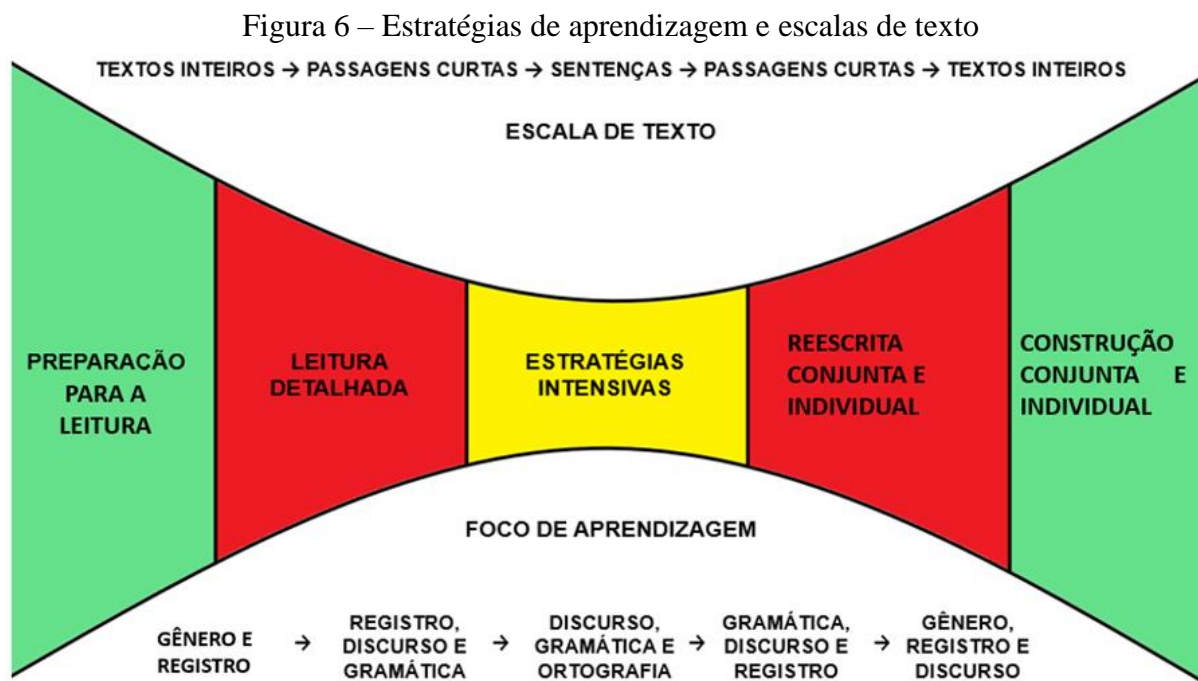 Figura 6 – Estratégias de aprendizagem e escalas de texto
TEXTOS INTEIROS → PASSAGENS CURTAS → SENTENÇAS → PASSAGENS CURTAS → TEXTOS INTEIROS
ESCALA DE TEXTO
PREPARAÇÃO
PARA A
LEITURA
LEITURA
DETALHADA
ESTRATÉGIAS
INTENSIVAS
REESCRITA
CONJUNTA E
INDIVIDUAL
CONSTRUÇÃO
CONJUNTA E
INDIVIDUAL
FOCO DE APRENDIZAGEM
GÊNERO E
REGISTRO
→
REGISTRO,
DISCURSO E
GRAMÁTICA
→
DISCURSO,
GRAMÁTICA E
ORTOGRAFIA
→
GRAMÁTICA,
DISCURSO E
REGISTRO
→
GÊNERO,
REGISTRO E
DISCURSO